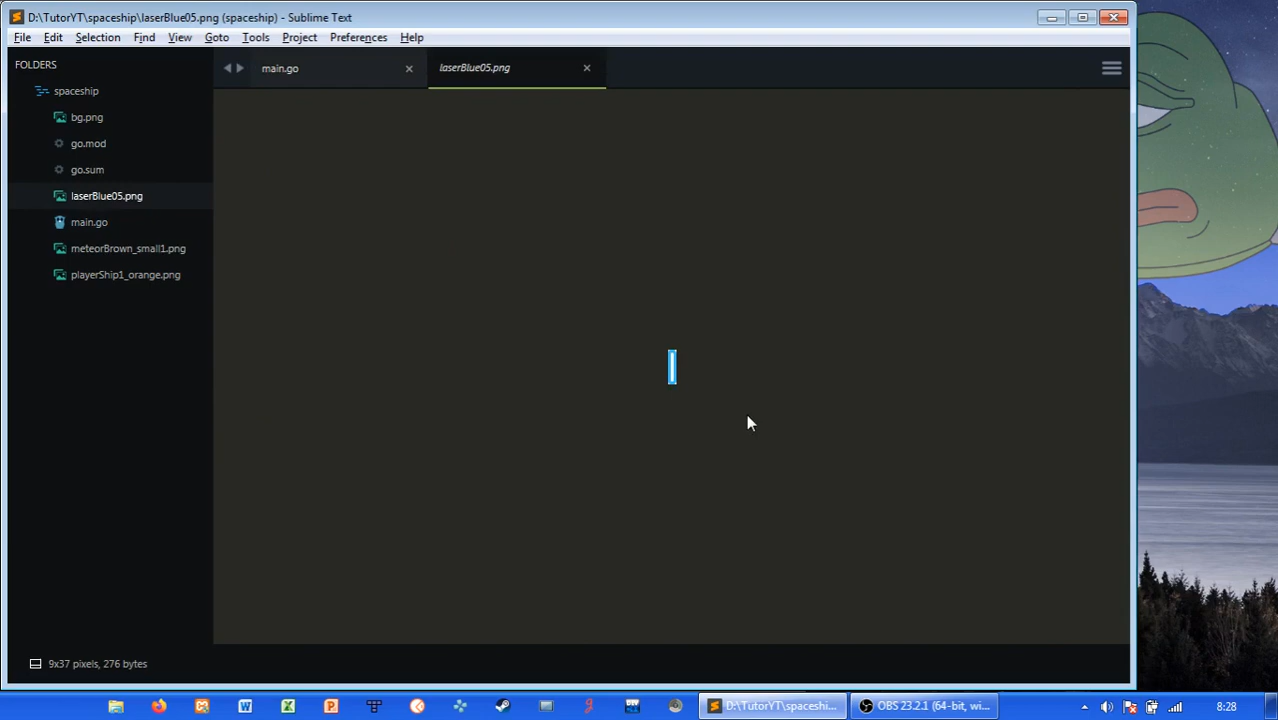 D:\TutorYT\spaceship\laserBlue05.png (spaceship) - Sublime Text
File Edit Selection Find View Goto Tools Project Preferences Help
FOLDERS
spaceship
bg.png
go.mod
go.sum
laserBlue05.png
main.go
meteorBrown_small1.png
playerShip1_orange.png
main.go
laserBlue05.png
9x37 pixels, 276 bytes
D:\TutorYT\spaceshi...
OBS 23.2.1 (64-bit, wi...
8:28